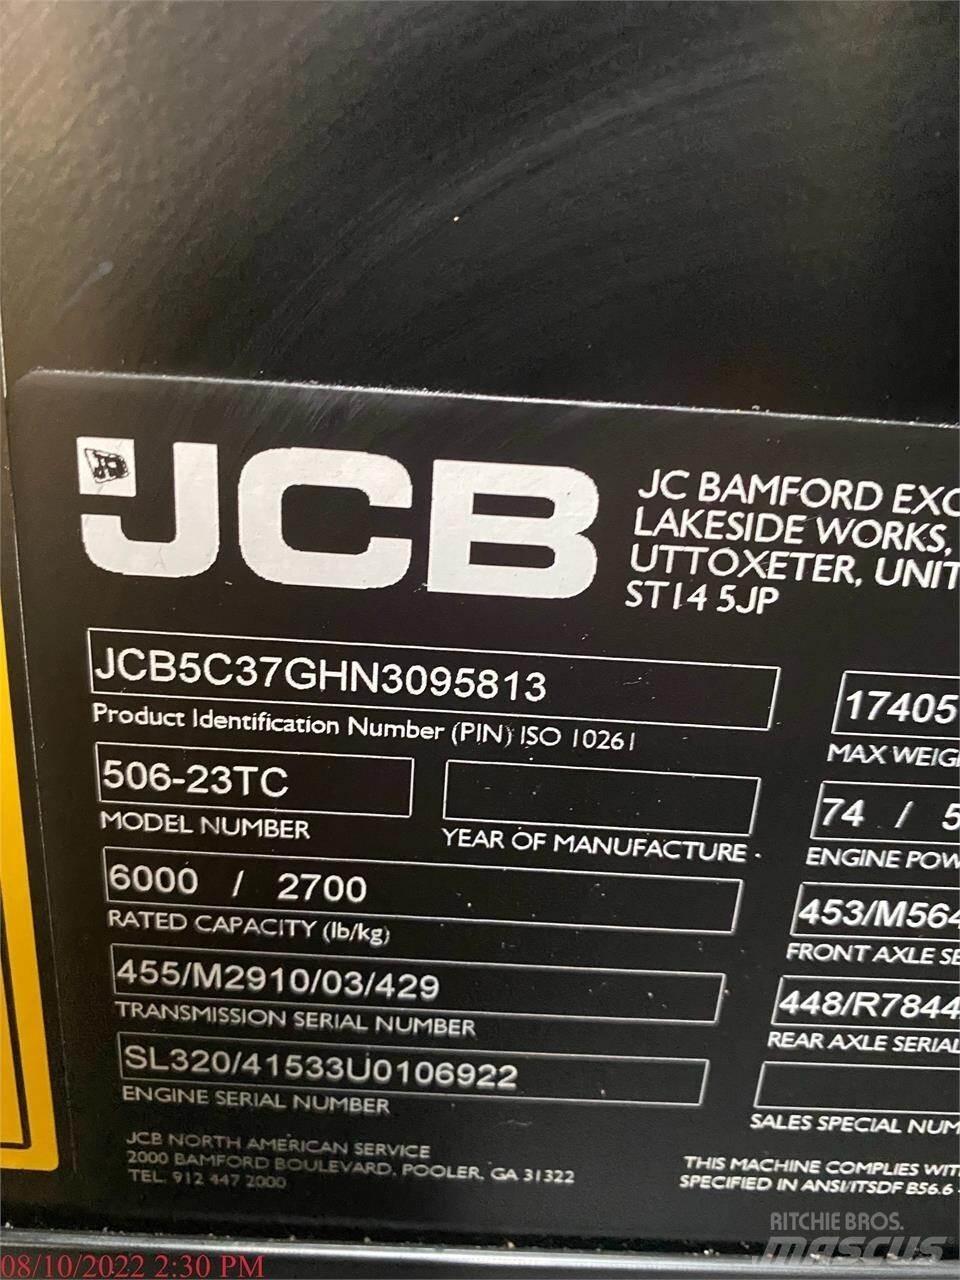 JCB
JC BAMFORD EXC
LAKESIDE WORKS,
UTTOXETER, UNIT
ST14 5JP
JCB5C37GHN3095813
Product Identification Number (PIN) ISO 10261
17405
MAX WEIG
506-23TC
MODEL NUMBER
YEAR OF MANUFACTURE
74 / 5
ENGINE POW
6000 / 2700
RATED CAPACITY (lb/kg)
453/M564
FRONT AXLE SE
455/M2910/03/429
TRANSMISSION SERIAL NUMBER
448/R7844
REAR AXLE SERIAL
SL320/41533U0106922
ENGINE SERIAL NUMBER
SALES SPECIAL NUM
JCB NORTH AMERICAN SERVICE
2000 BAMFORD BOULEVARD, POOLER, GA 31322
TEL. 912 447 2000
THIS MACHINE COMPLIES WIT
SPECIFIED IN ANSI/ITSDF B56.6
RITCHIE BROS.
mascus
08/10/2022 2:30 PM